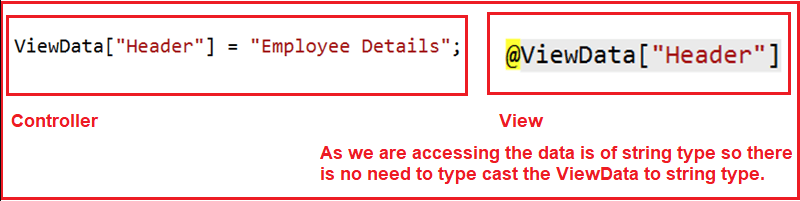 ViewData["Header"] = "Employee Details";
@ViewData["Header"]
Controller
View
As we are accessing the data is of string type so there
is no need to type cast the ViewData to string type.